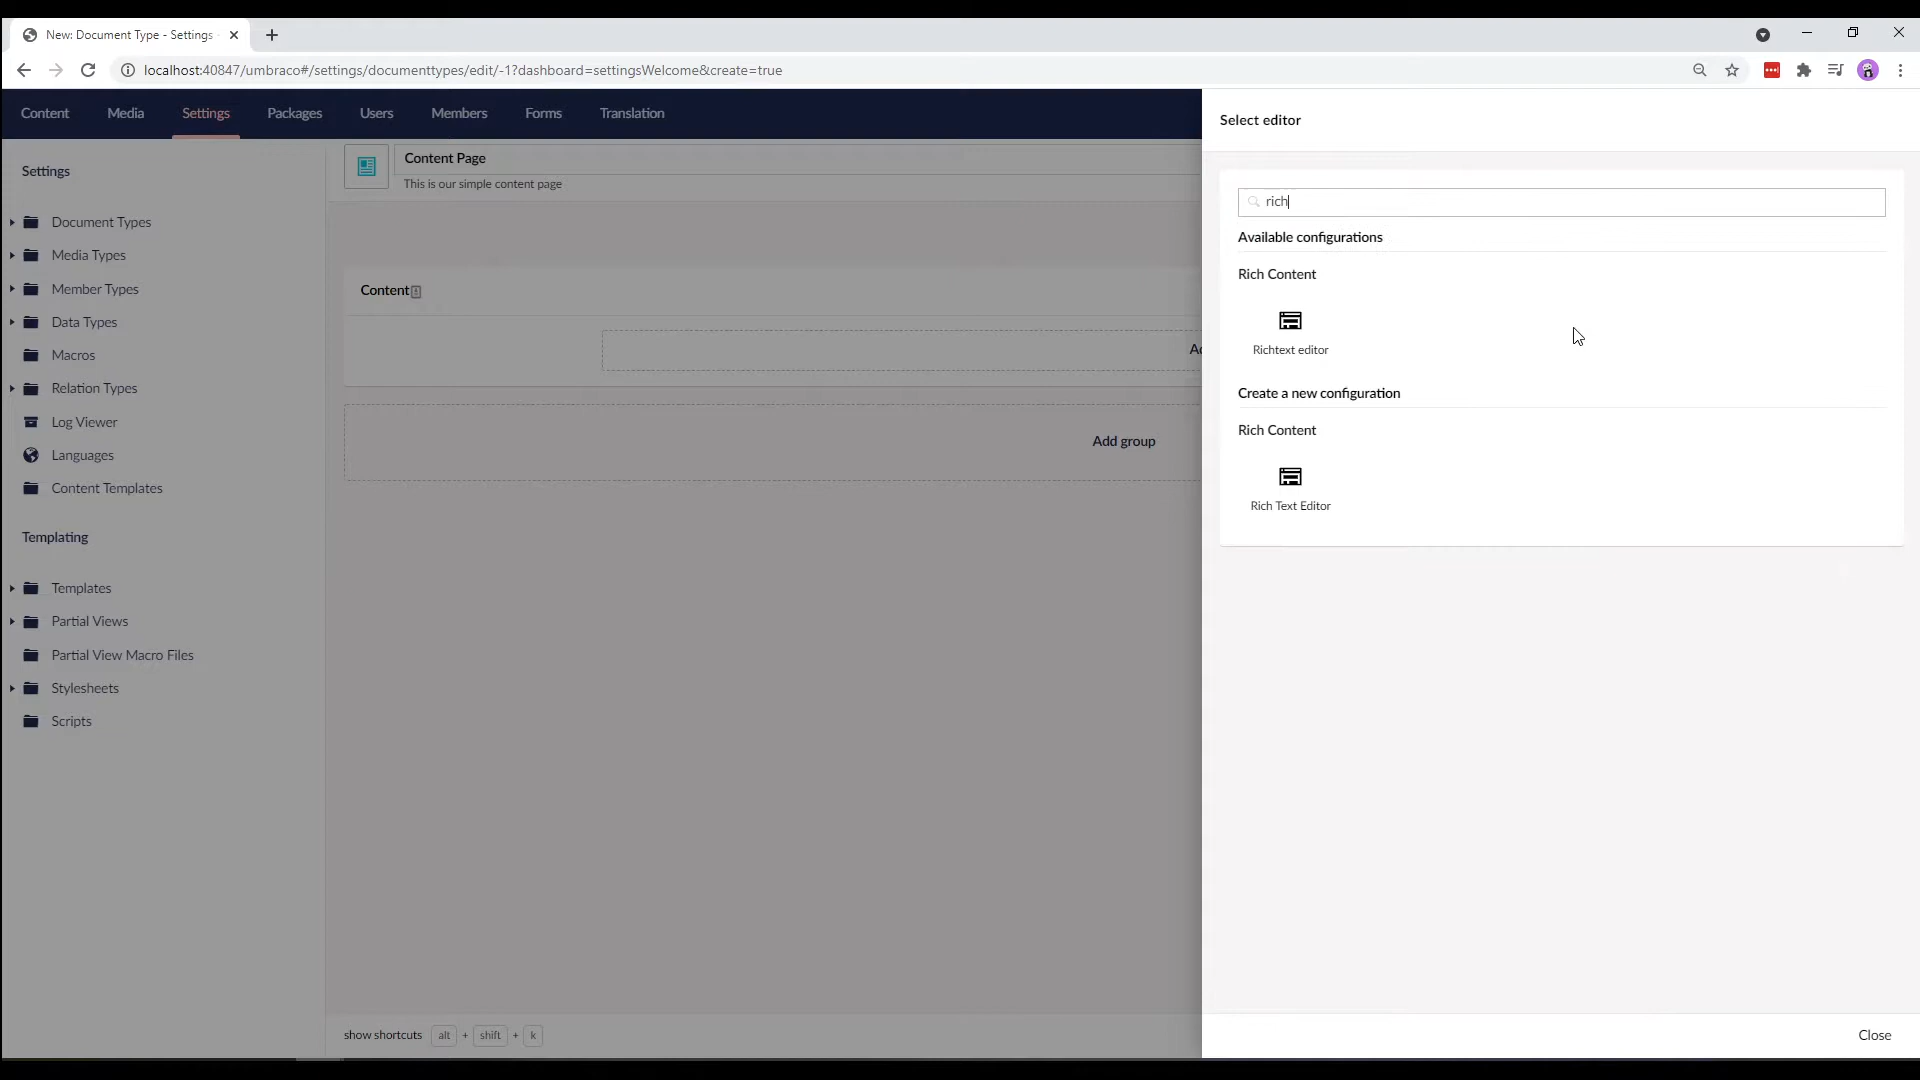 New: Document Type - Settings
localhost:40847/umbraco#/settings/documenttypes/edit/-1?dashboard=settingsWelcome&create=true
Content Media Settings Packages Users Members Forms Translation
Settings
Document Types
Media Types
Member Types
Data Types
Macros
Relation Types
Log Viewer
Languages
Content Templates
Templating
Templates
Partial Views
Partial View Macro Files
Stylesheets
Scripts
Content Page
This is our simple content page
Content
Add group
show shortcuts alt + shift + k
Select editor
rich
Available configurations
Rich Content
Richtext editor
Create a new configuration
Rich Content
Rich Text Editor
Close